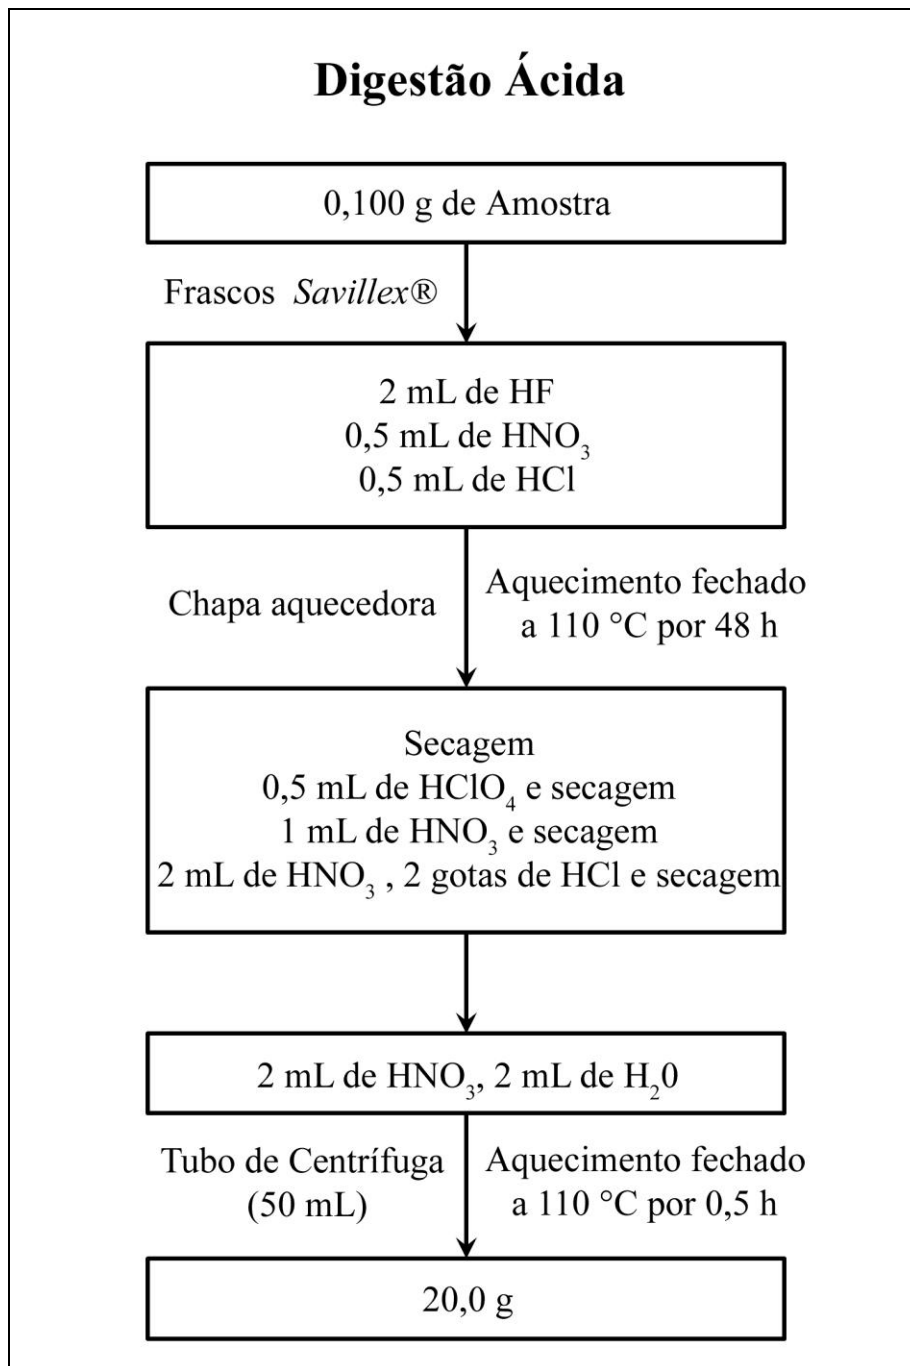 Digestão Ácida
0,100 g de Amostra
Frascos Savillex®
2 mL de HF
0,5 mL de HNO₃
0,5 mL de HCl
Chapa aquecedora
Aquecimento fechado
a 110 °C por 48 h
Secagem
0,5 mL de HClO₄ e secagem
1 mL de HNO₃ e secagem
2 mL de HNO₃ , 2 gotas de HCl e secagem
2 mL de HNO₃, 2 mL de H₂0
Tubo de Centrífuga
(50 mL)
Aquecimento fechado
a 110 °C por 0,5 h
20,0 g